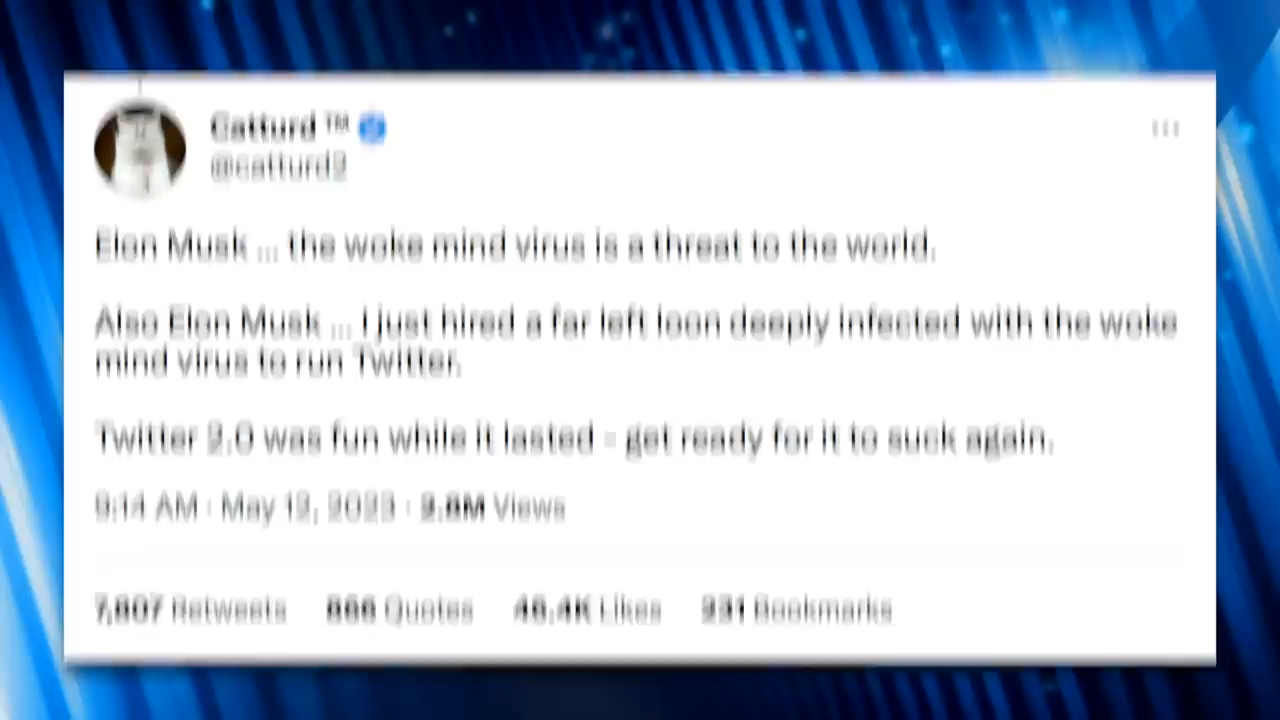 Catturd ™
@catturd2
Elon Musk ... the woke mind virus is a threat to the world.
Also Elon Musk ... I just hired a far left loon deeply infected with the woke
mind virus to run Twitter.
Twitter 2.0 was fun while it lasted - get ready for it to suck again.
9:14 AM · May 12, 2023 · Views
Retweets Quotes 46.4K Likes Bookmarks